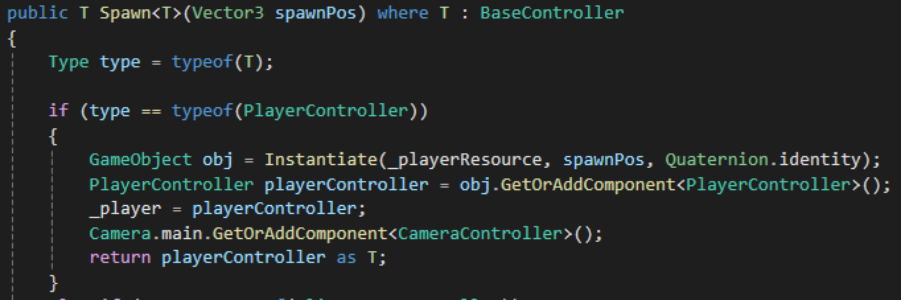 public T Spawn<T>(Vector3 spawnPos) where T : BaseController
{
Type type = typeof(T);
if (type == typeof(PlayerController))
{
GameObject obj = Instantiate(_playerResource, spawnPos, Quaternion.identity);
PlayerController playerController = obj.GetOrAddComponent<PlayerController>();
_player = playerController;
Camera.main.GetOrAddComponent<CameraController>();
return playerController as T;
}